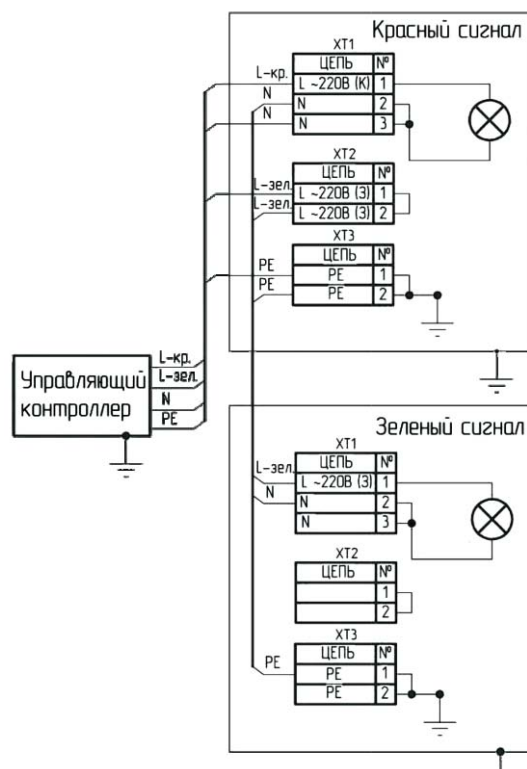 Красный сигнал
XT1
ЦЕПЬ Nº
L-кр. L ~220В (К) 1
N N 2
N N 3
XT2
ЦЕПЬ Nº
L-зел. L ~220В (З) 1
L-зел. L ~220В (З) 2
XT3
ЦЕПЬ Nº
PE PE 1
PE PE 2
Управляющий
контроллер
L-кр.
L-зел.
N
PE
Зеленый сигнал
XT1
ЦЕПЬ Nº
L-зел. L ~220В (З) 1
N N 2
N 3
XT2
ЦЕПЬ Nº
1
2
XT3
ЦЕПЬ Nº
PE PE 1
PE 2